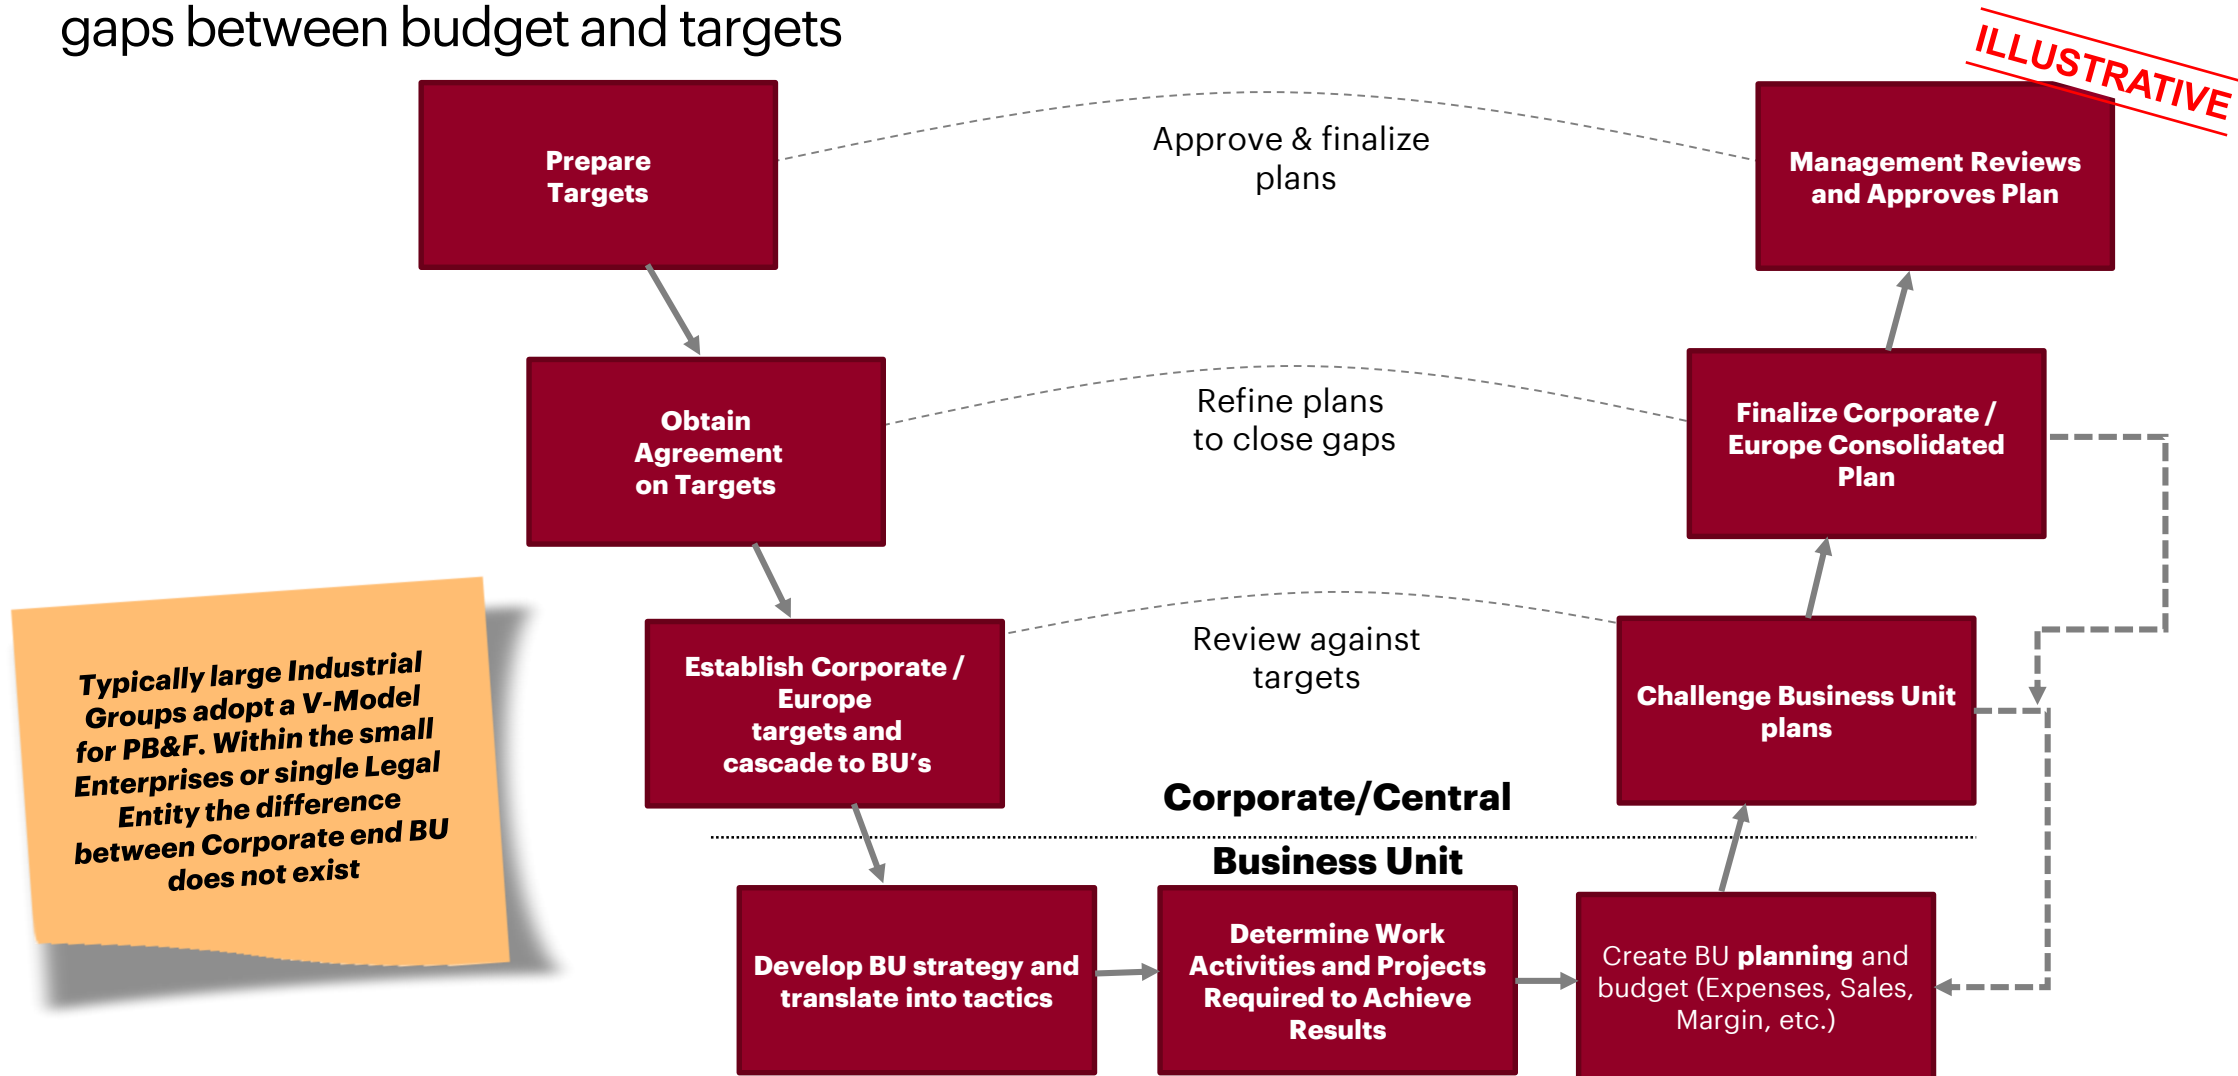 gaps between budget and targets
ILLUSTRATIVE
Prepare
Targets
Approve & finalize
plans
Management Reviews
and Approves Plan
Obtain
Agreement
on Targets
Refine plans
to close gaps
Finalize Corporate /
Europe Consolidated
Plan
Typically large Industrial
Groups adopt a V-Model
for PB&F. Within the small
Enterprises or single Legal
Entity the difference
between Corporate end BU
does not exist
Establish Corporate /
Europe
targets and
cascade to BU's
Review against
targets
Challenge Business Unit
plans
Corporate/Central
Business Unit
Develop BU strategy and
translate into tactics
Determine Work
Activities and Projects
Required to Achieve
Results
Create BU planning and
budget (Expenses, Sales,
Margin, etc.)